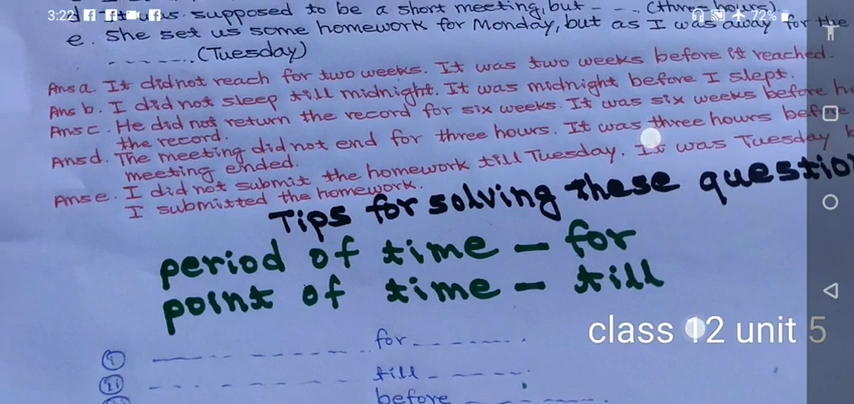 3:22 72%
d. It was supposed to be a short meeting, but - - - . (three hours)
e. She set us some homework for Monday, but as I was away for the
- - - - - - - . (Tuesday)
Ans a. It didnot reach for two weeks. It was two weeks before it reached.
Ans b. I did not sleep till midnight. It was midnight before I slept.
Ans c. He did not return the record for six weeks. It was six weeks before he
the record.
Ans d. The meeting did not end for three hours. It was three hours before
meeting ended.
Ans e. I did not submit the homework till Tuesday. It was Tuesday
I submitted the homework.
Tips for solving these questio
period of time - for
point of time - till
class 12 unit 5
i ---------- for ------.
ii ---------- till ------.
before ------.